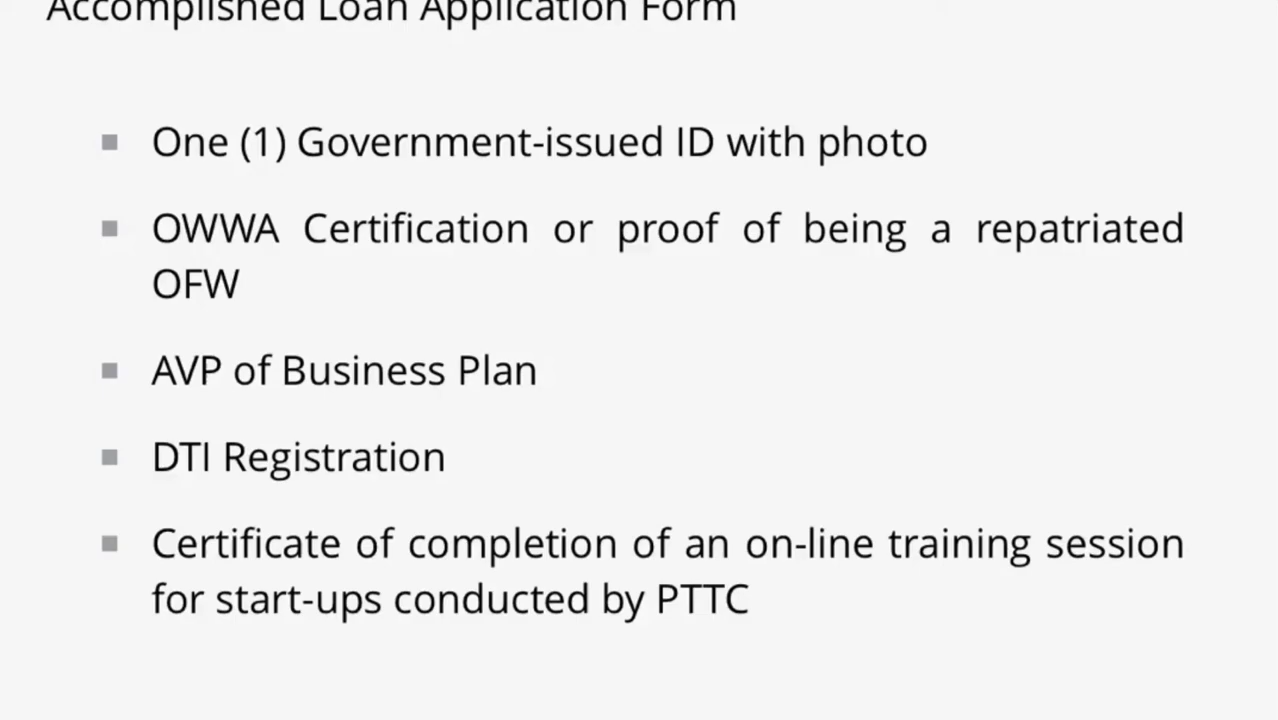 Accomplished Loan Application Form
One (1) Government-issued ID with photo
OWWA Certification or proof of being a repatriated
OFW
AVP of Business Plan
DTI Registration
Certificate of completion of an on-line training session
for start-ups conducted by PTTC